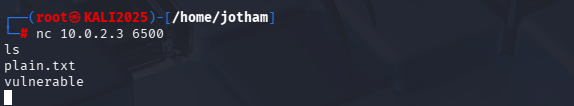 ┌──(root㉿KALI2025)-[/home/jotham]
└─# nc 10.0.2.3 6500
ls
plain.txt
vulnerable